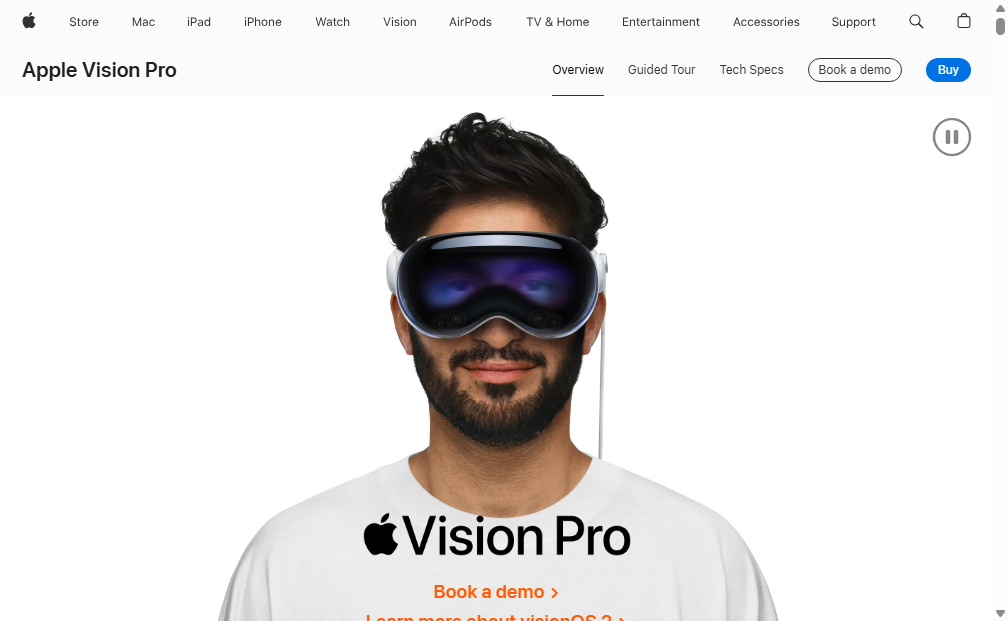 Store Mac iPad iPhone Watch Vision AirPods TV & Home Entertainment Accessories Support
Apple Vision Pro
Overview Guided Tour Tech Specs Book a demo Buy
Vision Pro
Book a demo >
Learn more about visionOS 2 >